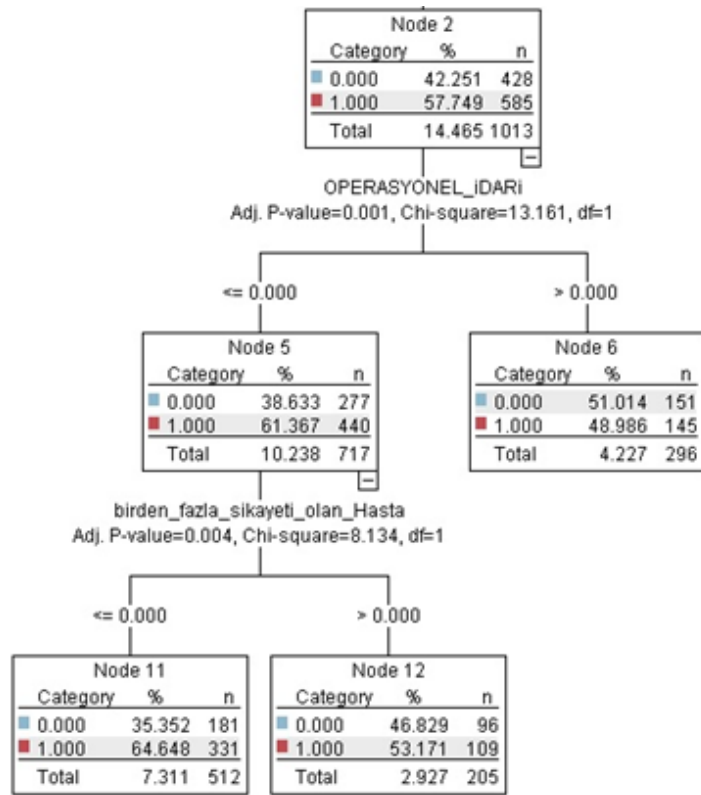 Node 2
Category % n
0.000 42.251 428
1.000 57.749 585
Total 14.465 1013
OPERASYONEL_iDARi
Adj. P-value=0.001, Chi-square=13.161, df=1
<= 0.000 > 0.000
Node 5
Category % n
0.000 38.633 277
1.000 61.367 440
Total 10.238 717
Node 6
Category % n
0.000 51.014 151
1.000 48.986 145
Total 4.227 296
birden_fazla_sikayeti_olan_Hasta
Adj. P-value=0.004, Chi-square=8.134, df=1
<= 0.000 > 0.000
Node 11
Category % n
0.000 35.352 181
1.000 64.648 331
Total 7.311 512
Node 12
Category % n
0.000 46.829 96
1.000 53.171 109
Total 2.927 205